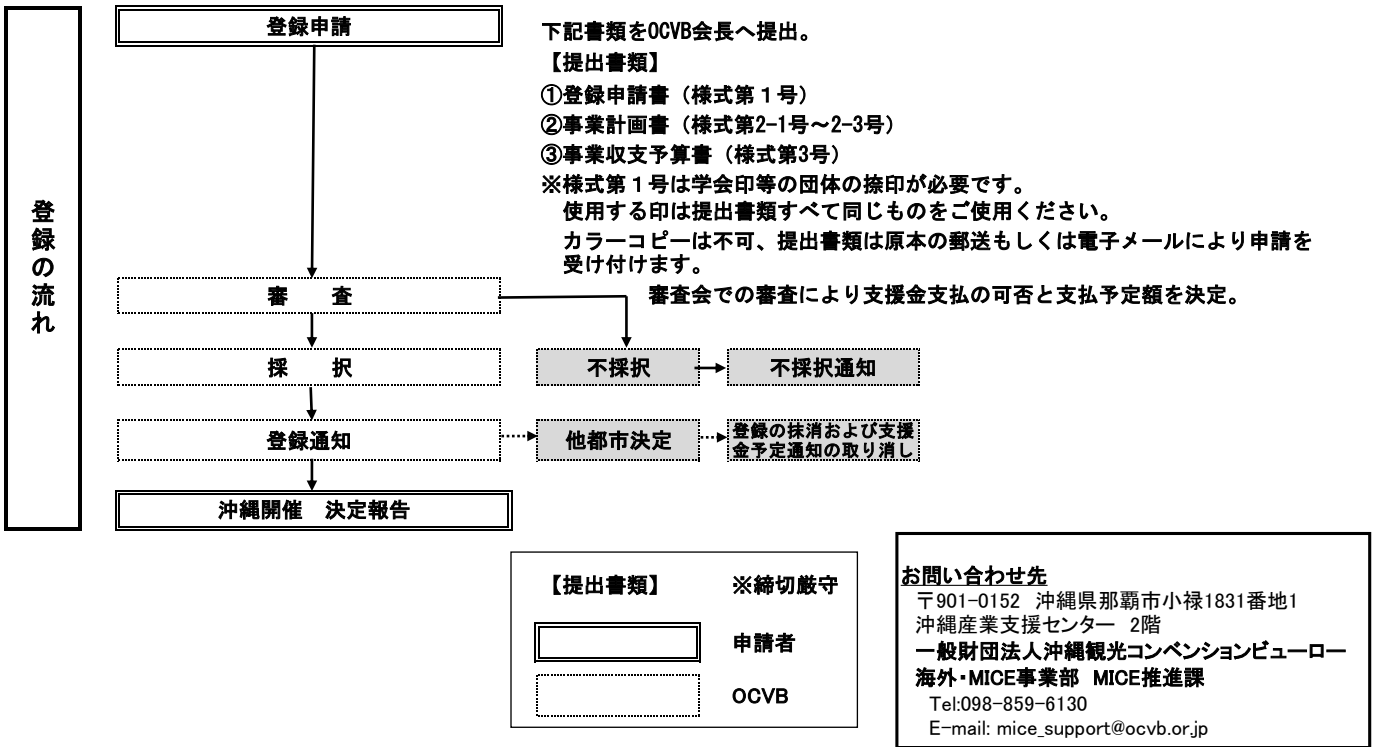 登録の流れ
登録申請
下記書類をOCVB会長へ提出。
【提出書類】
①登録申請書（様式第１号）
②事業計画書（様式第2-1号～2-3号）
③事業収支予算書（様式第3号）
※様式第１号は学会印等の団体の捺印が必要です。
使用する印は提出書類すべて同じものをご使用ください。
カラーコピーは不可、提出書類は原本の郵送もしくは電子メールにより申請を
受け付けます。
審　査
審査会での審査により支援金支払の可否と支払予定額を決定。
採　択
不採択
不採択通知
登録通知
他都市決定
登録の抹消および支援
金予定通知の取り消し
沖縄開催　決定報告
【提出書類】　※締切厳守
申請者
OCVB
お問い合わせ先
〒901-0152　沖縄県那覇市小禄1831番地1
沖縄産業支援センター　2階
一般財団法人沖縄観光コンベンションビューロー
海外・MICE事業部　MICE推進課
Tel:098-859-6130
E-mail: mice_support@ocvb.or.jp